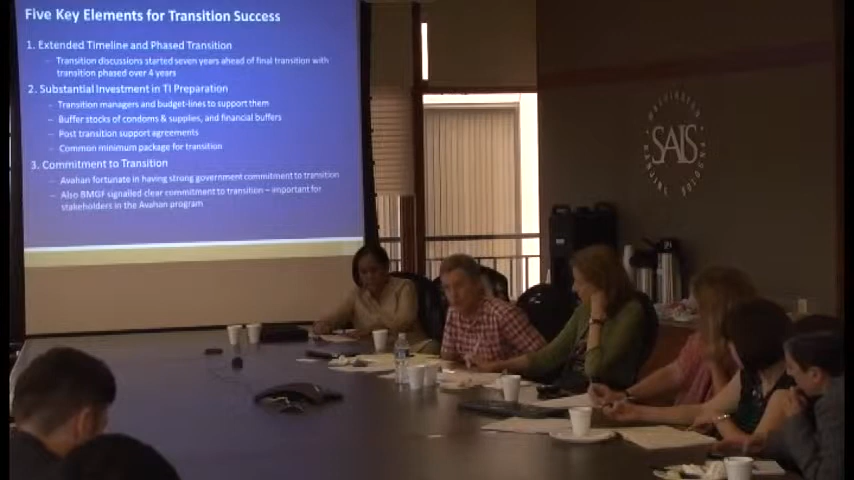 Five Key Elements for Transition Success
1. Extended Timeline and Phased Transition
– Transition discussions started seven years ahead of final transition with
transition phased over 4 years
2. Substantial Investment in TI Preparation
– Transition managers and budget-lines to support them
– Buffer stocks of condoms & supplies, and financial buffers
– Post transition support agreements
– Common minimum package for transition
3. Commitment to Transition
– Avahan fortunate in having strong government commitment to transition
– Also BMGF signalled clear commitment to transition – important for
stakeholders in the Avahan program
WASHINGTON
SAIS
BOLOGNA
NANJING